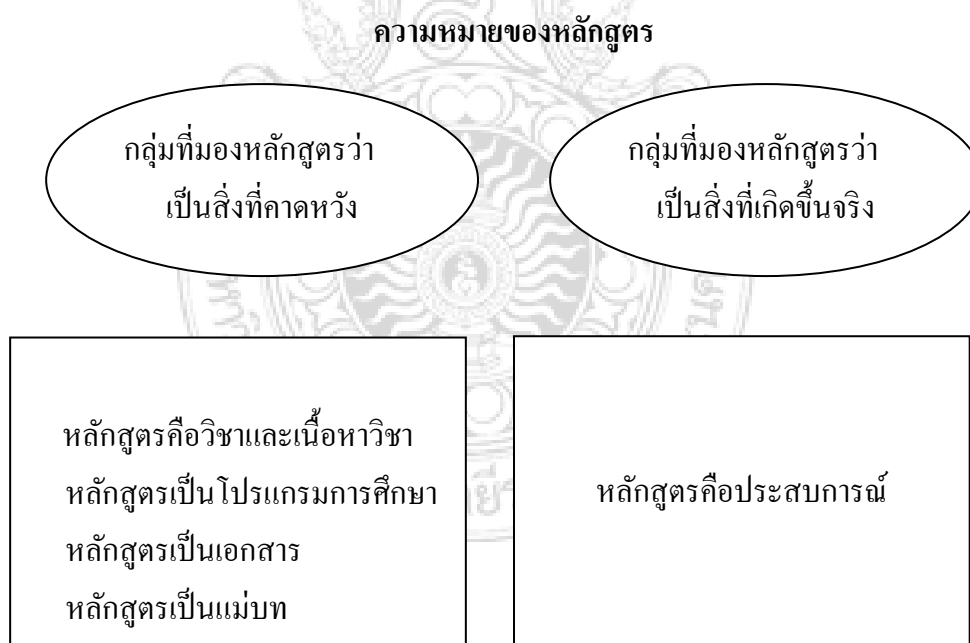 ความหมายของหลักสูตร
กลุ่มที่มองหลักสูตรว่า
เป็นสิ่งที่คาดหวัง
กลุ่มที่มองหลักสูตรว่า
เป็นสิ่งที่เกิดขึ้นจริง
หลักสูตรคือวิชาและเนื้อหาวิชา
หลักสูตรเป็นโปรแกรมการศึกษา
หลักสูตรเป็นเอกสาร
หลักสูตรเป็นแม่บท
หลักสูตรคือประสบการณ์